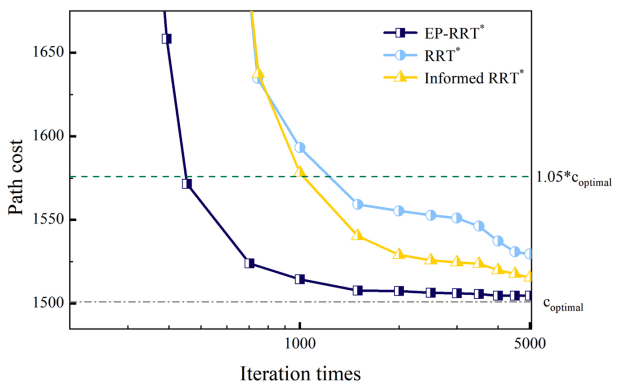 EP-RRT*
RRT*
Informed RRT*
1650
1600
1550
1500
Path cost
1.05*c_optimal
c_optimal
1000
5000
Iteration times